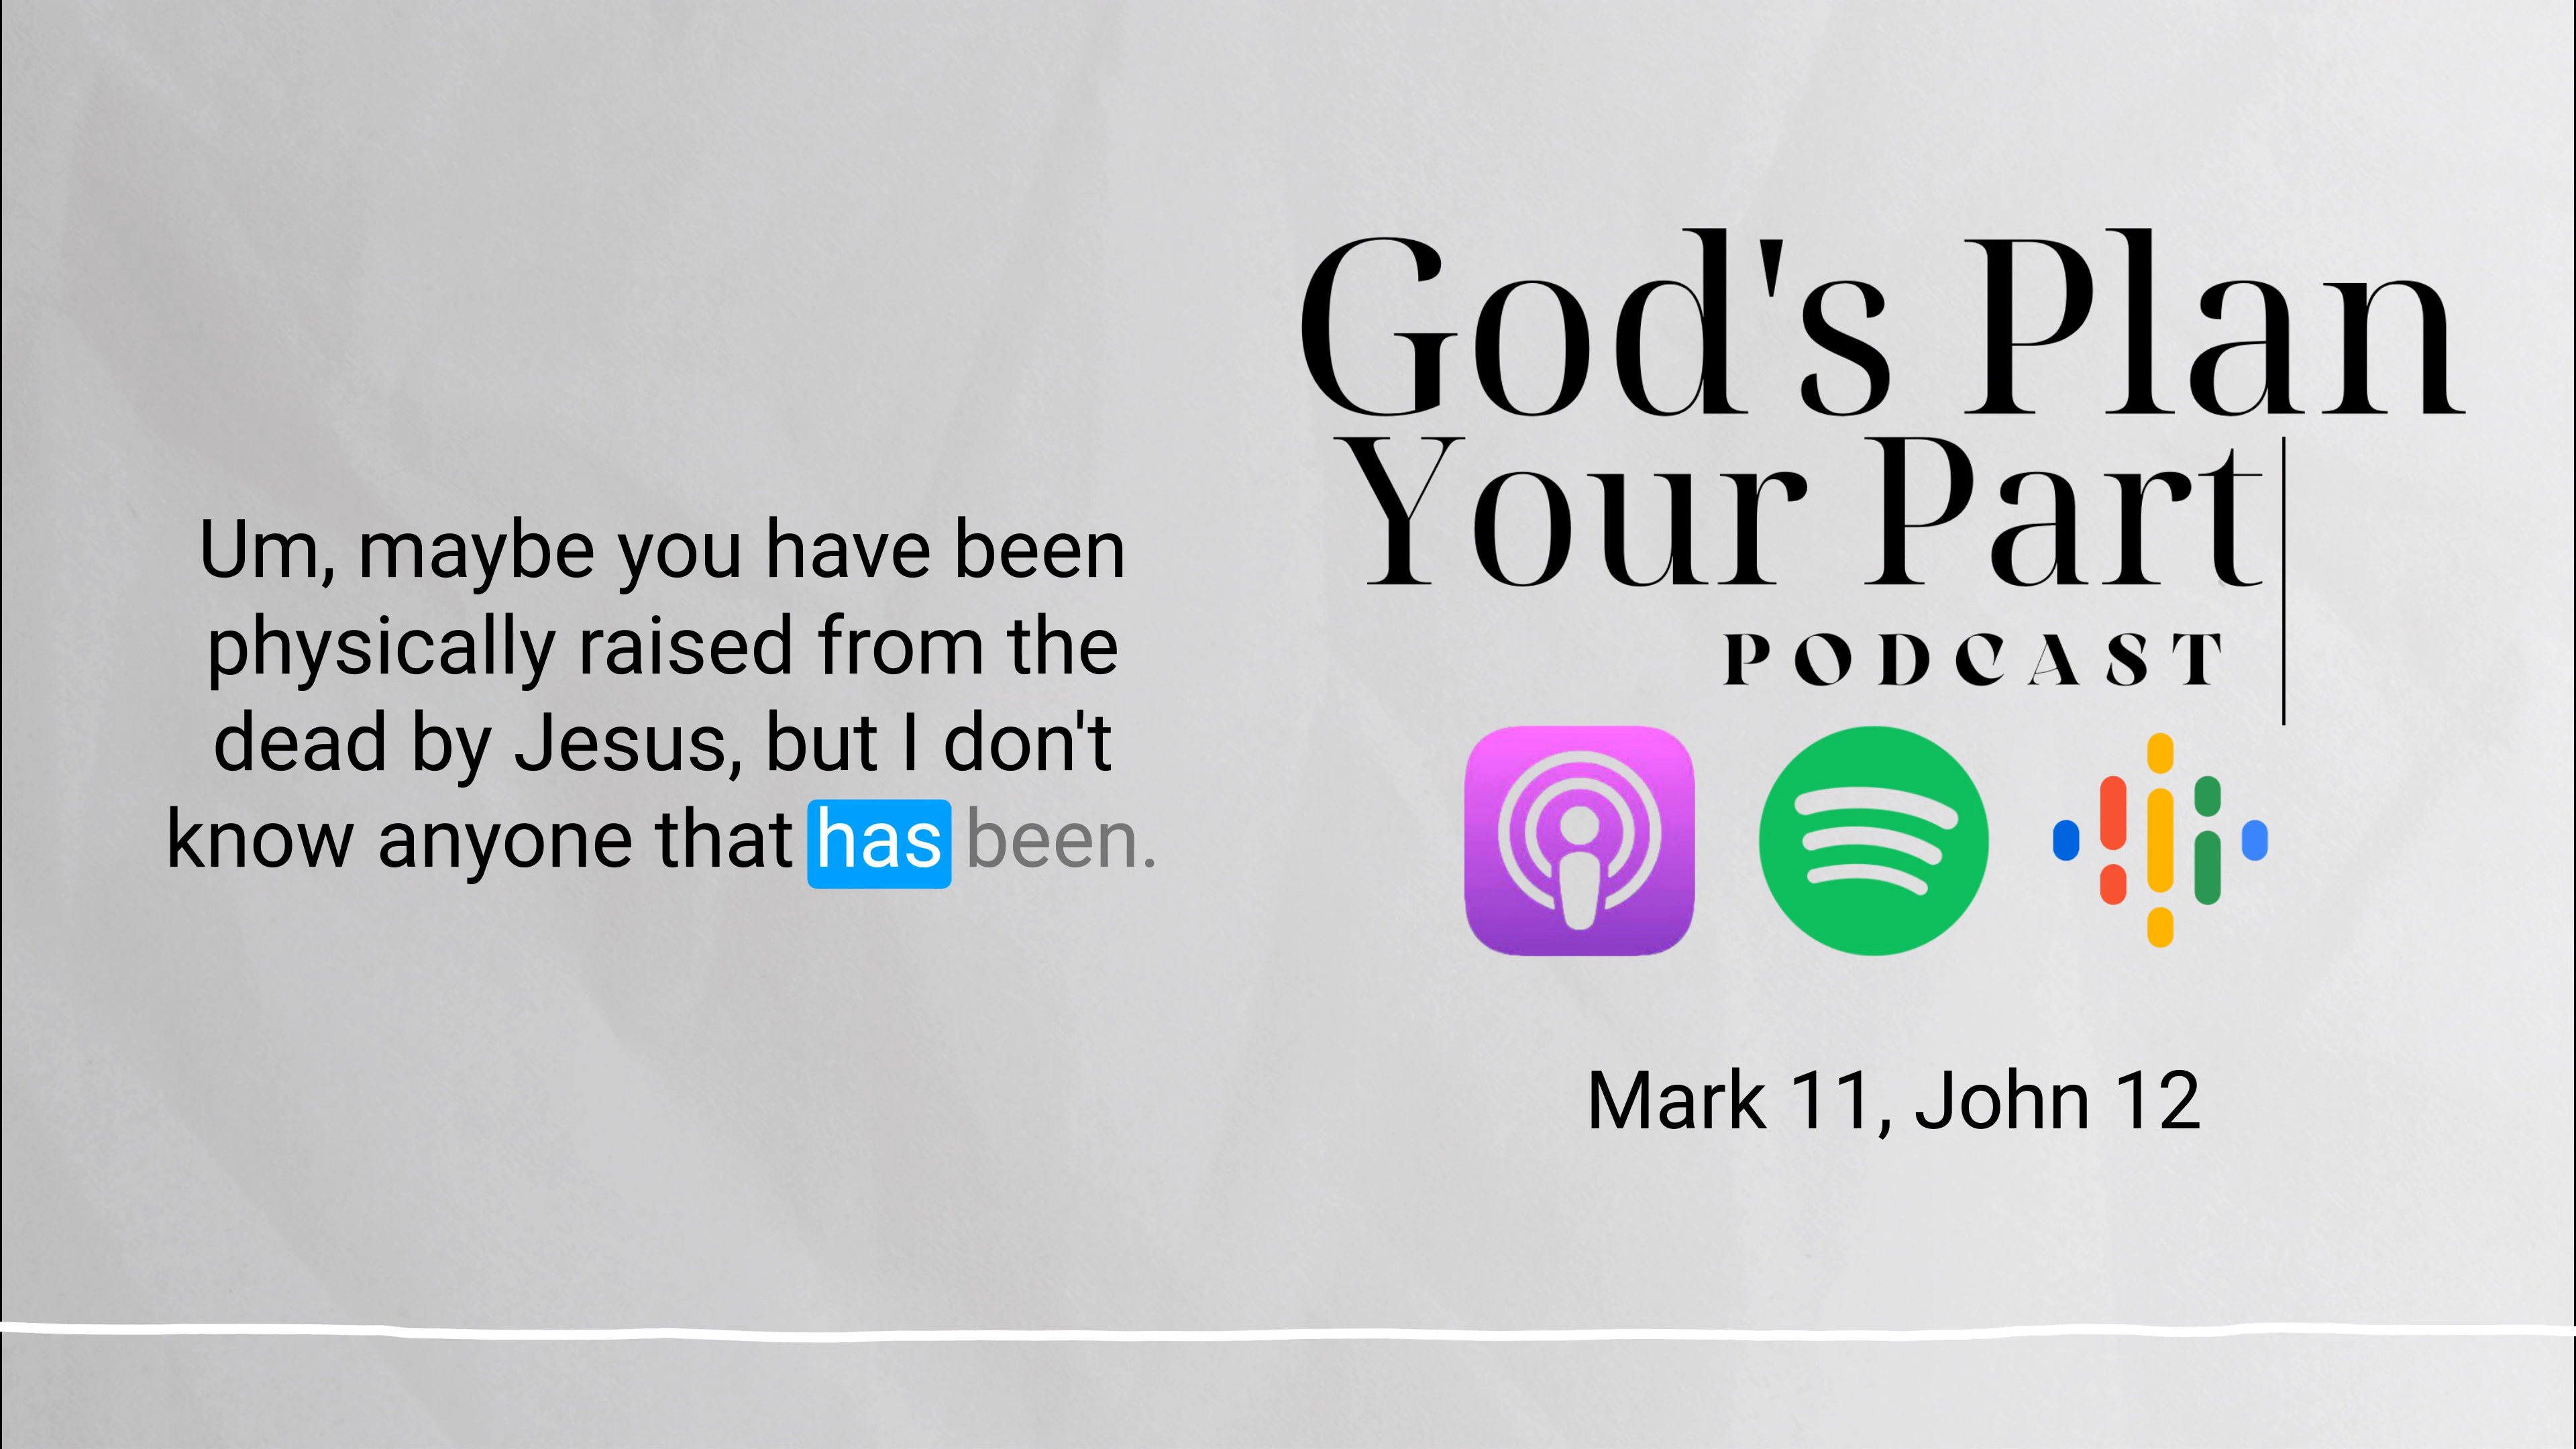 Um, maybe you have been
physically raised from the
dead by Jesus, but I don't
know anyone that has been.
God's Plan
Your Part
PODCAST
Mark 11, John 12